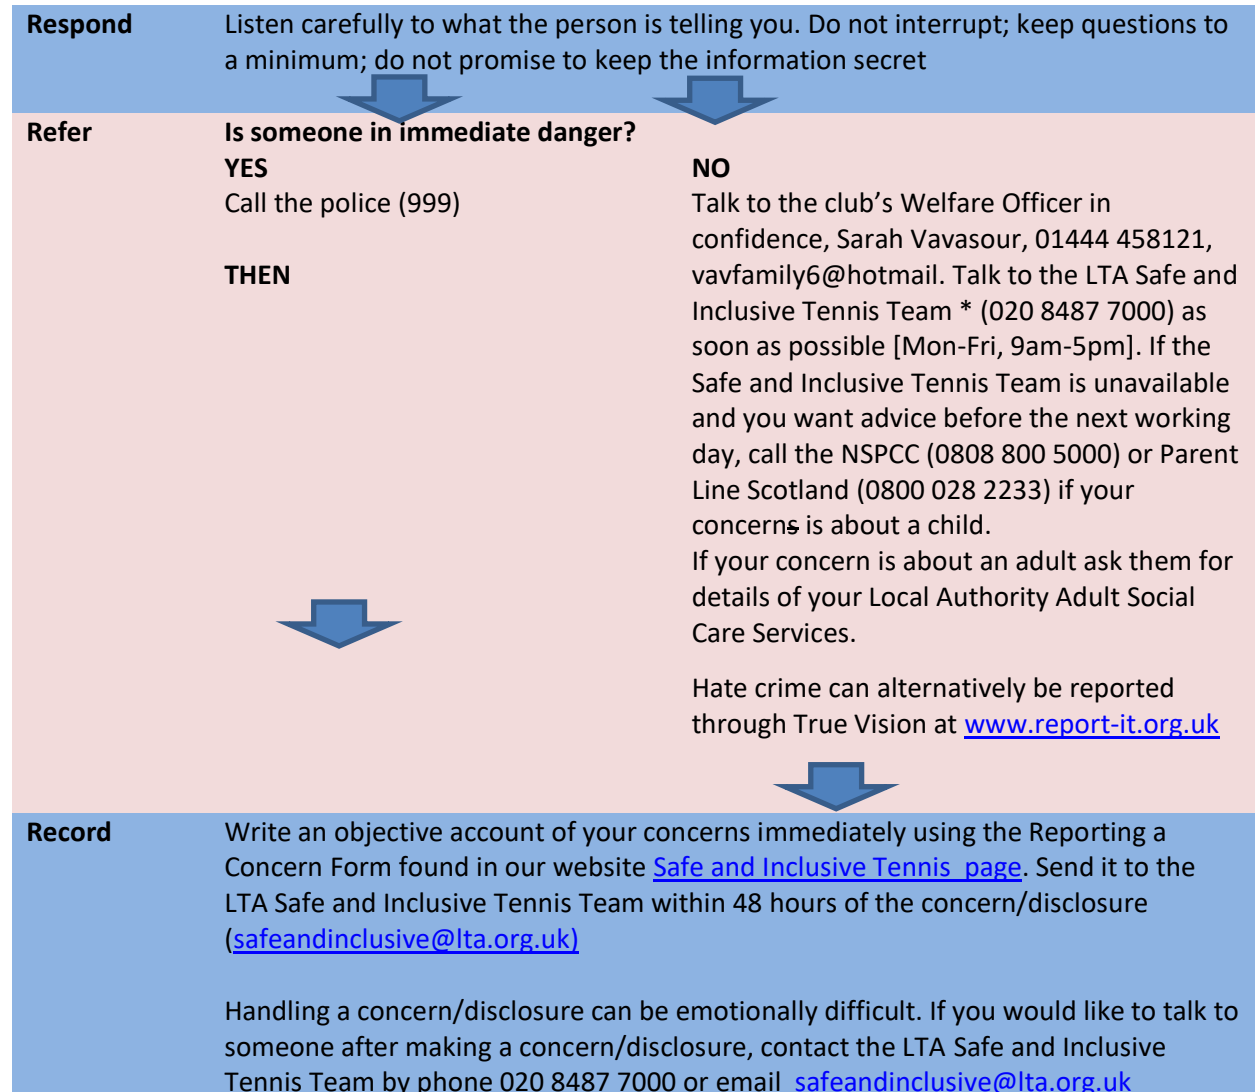 Respond
Listen carefully to what the person is telling you. Do not interrupt; keep questions to
a minimum; do not promise to keep the information secret
Refer
Is someone in immediate danger?
YES
Call the police (999)
THEN
NO
Talk to the club's Welfare Officer in
confidence, Sarah Vavasour, 01444 458121,
vavfamily6@hotmail. Talk to the LTA Safe and
Inclusive Tennis Team * (020 8487 7000) as
soon as possible [Mon-Fri, 9am-5pm]. If the
Safe and Inclusive Tennis Team is unavailable
and you want advice before the next working
day, call the NSPCC (0808 800 5000) or Parent
Line Scotland (0800 028 2233) if your
concerns is about a child.
If your concern is about an adult ask them for
details of your Local Authority Adult Social
Care Services.
Hate crime can alternatively be reported
through True Vision at www.report-it.org.uk
Record
Write an objective account of your concerns immediately using the Reporting a
Concern Form found in our website Safe and Inclusive Tennis page. Send it to the
LTA Safe and Inclusive Tennis Team within 48 hours of the concern/disclosure
(safeandinclusive@lta.org.uk)
Handling a concern/disclosure can be emotionally difficult. If you would like to talk to
someone after making a concern/disclosure, contact the LTA Safe and Inclusive
Tennis Team by phone 020 8487 7000 or email safeandinclusive@lta.org.uk